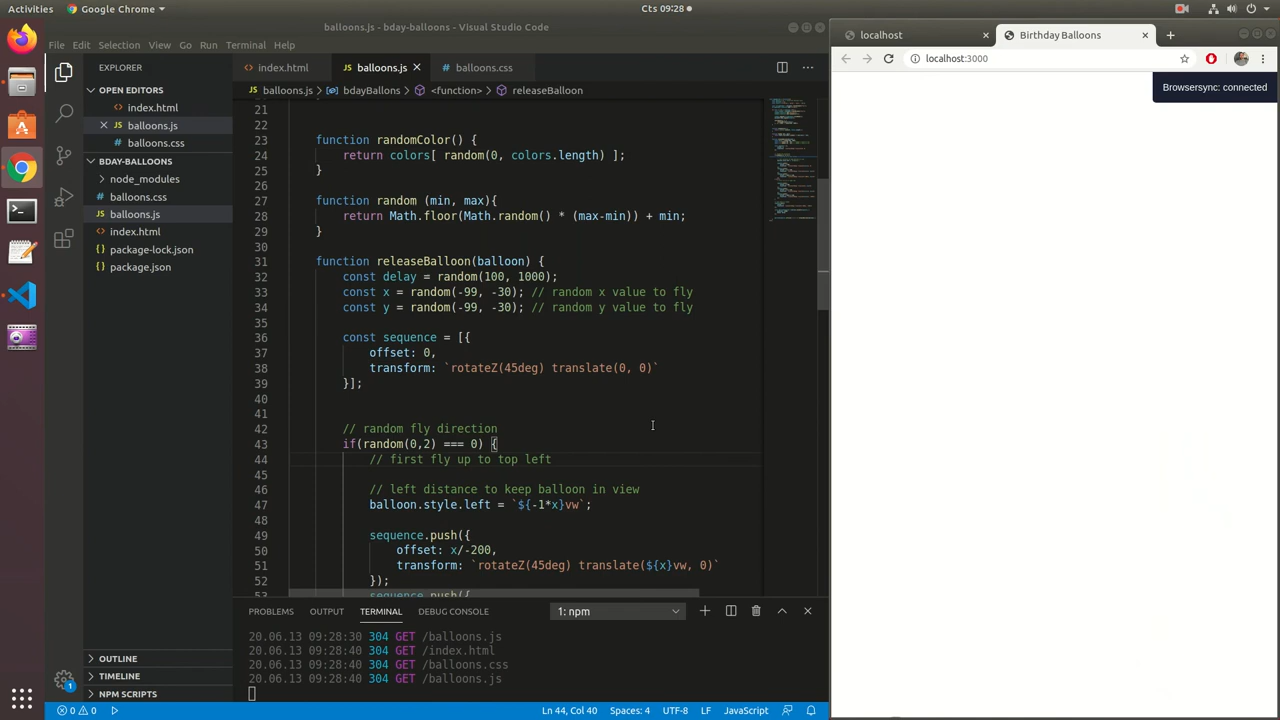 Activities
Google Chrome
Cts 09:28
balloons.js - bday-balloons - Visual Studio Code
File Edit Selection View Go Run Terminal Help
EXPLORER
OPEN EDITORS
index.html
balloons.js
balloons.css
BDAY-BALLOONS
node_modules
balloons.css
balloons.js
index.html
package-lock.json
package.json
OUTLINE
TIMELINE
NPM SCRIPTS
index.html balloons.js balloons.css
balloons.js > bdayBallons > <function> > releaseBalloon
21
22
23 function randomColor() {
24 return colors[ random(0, colors.length) ];
25 }
26
27 function random (min, max){
28 return Math.floor(Math.random() * (max-min)) + min;
29 }
30
31 function releaseBalloon(balloon) {
32 const delay = random(100, 1000);
33 const x = random(-99, -30); // random x value to fly
34 const y = random(-99, -30); // random y value to fly
35
36 const sequence = [{
37 offset: 0,
38 transform: `rotateZ(45deg) translate(0, 0)`
39 }];
40
41
42 // random fly direction
43 if(random(0,2) === 0) {
44 // first fly up to top left
45
46 // left distance to keep balloon in view
47 balloon.style.left = `${-1*x}vw`;
48
49 sequence.push({
50 offset: x/-200,
51 transform: `rotateZ(45deg) translate(${x}vw, 0)`
52 });
53 sequence.push({
PROBLEMS OUTPUT TERMINAL DEBUG CONSOLE 1: npm
20.06.13 09:28:30 304 GET /balloons.js
20.06.13 09:28:40 304 GET /index.html
20.06.13 09:28:40 304 GET /balloons.css
20.06.13 09:28:40 304 GET /balloons.js
1
0 0 Ln 44, Col 40 Spaces: 4 UTF-8 LF JavaScript
localhost Birthday Balloons
localhost:3000
Browsersync: connected